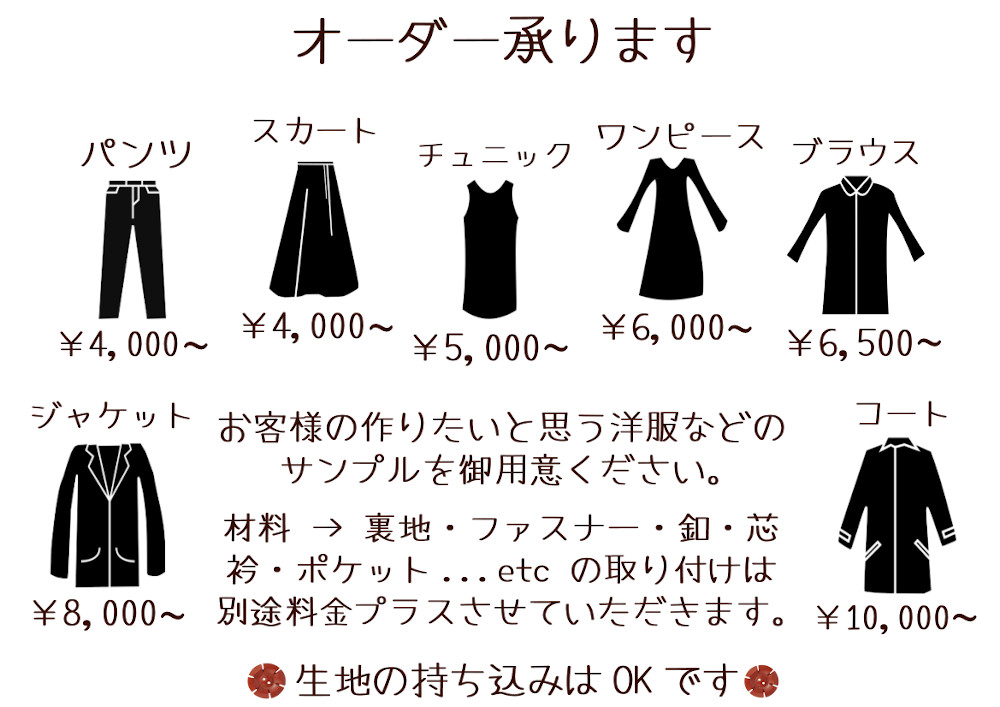 オーダー承ります
パンツ
¥4,000~
スカート
¥4,000~
チュニック
¥5,000~
ワンピース
¥6,000~
ブラウス
¥6,500~
ジャケット
¥8,000~
お客様の作りたいと思う洋服などの
サンプルを御用意ください。
材料 → 裏地・ファスナー・釦・芯
衿・ポケット...etc の取り付けは
別途料金プラスさせていただきます。
コート
¥10,000~
生地の持ち込みは OK です